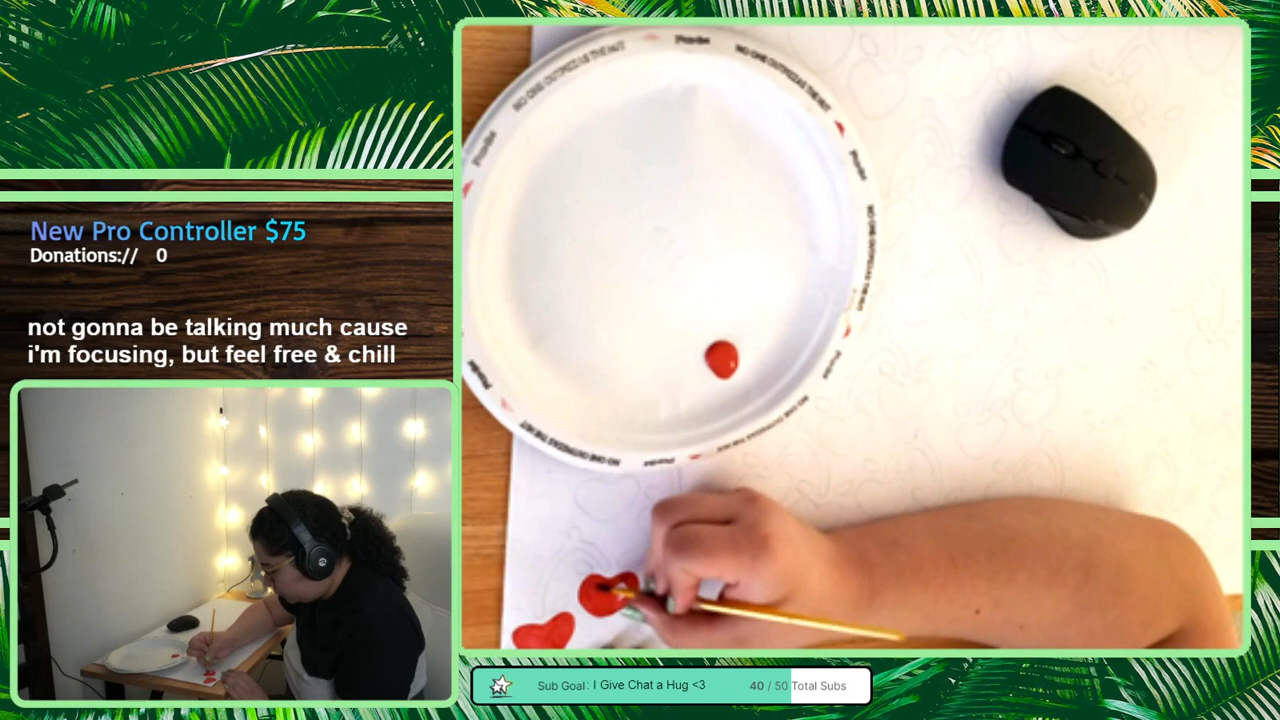 New Pro Controller $75
Donations:// 0
not gonna be talking much cause
i'm focusing, but feel free & chill
Sub Goal: I Give Chat a Hug <3
40 / 50 Total Subs